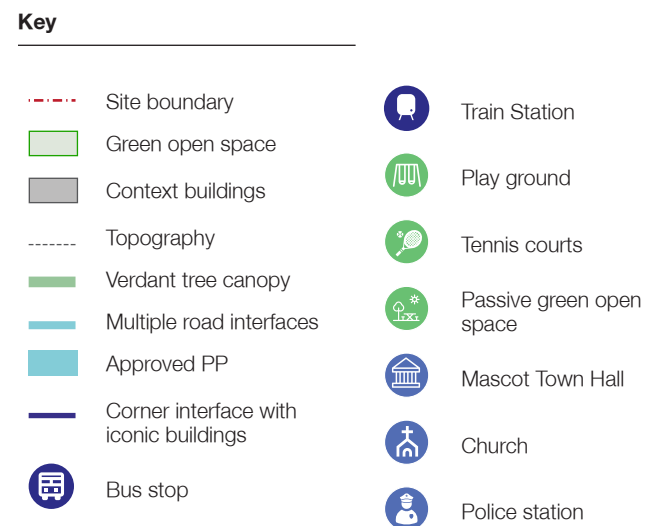 Key
Site boundary
Green open space
Context buildings
Topography
Verdant tree canopy
Multiple road interfaces
Approved PP
Corner interface with
iconic buildings
Bus stop
Train Station
Play ground
Tennis courts
Passive green open
space
Mascot Town Hall
Church
Police station